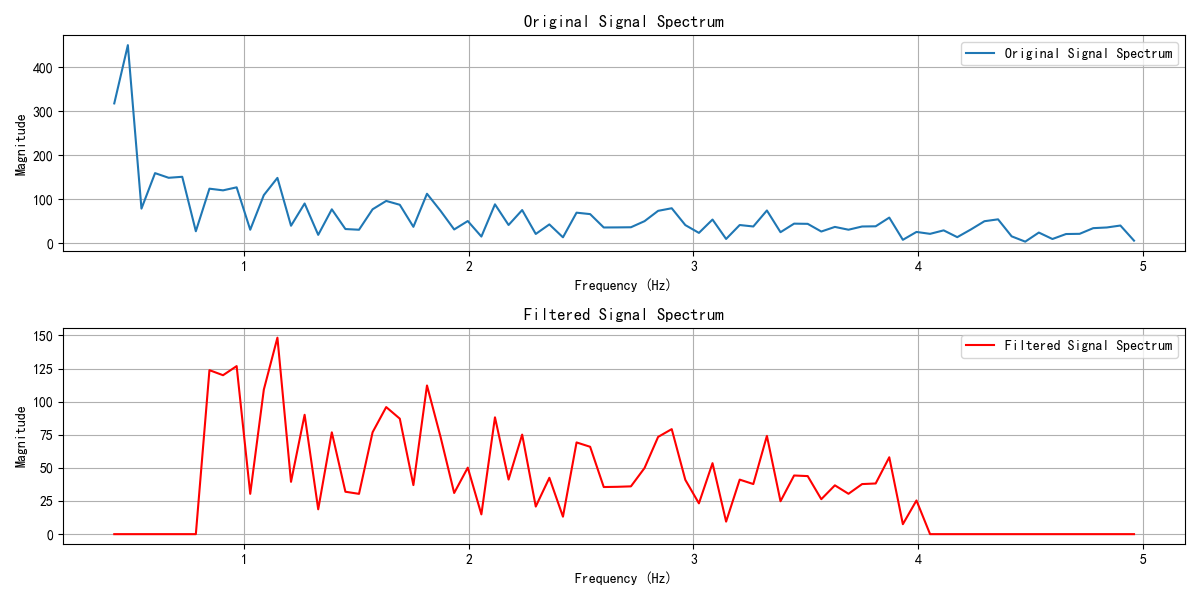 Original Signal Spectrum
Original Signal Spectrum
400
300
200
100
0
Magnitude
1 2 3 4 5
Frequency (Hz)
Filtered Signal Spectrum
Filtered Signal Spectrum
150
125
100
75
50
25
0
Magnitude
1 2 3 4 5
Frequency (Hz)